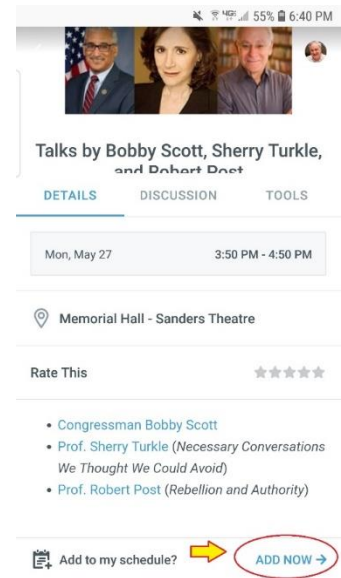 4G 55% 6:40 PM
Talks by Bobby Scott, Sherry Turkle,
and Robert Post
DETAILS DISCUSSION TOOLS
Mon, May 27 3:50 PM - 4:50 PM
Memorial Hall - Sanders Theatre
Rate This
• Congressman Bobby Scott
• Prof. Sherry Turkle (Necessary Conversations
We Thought We Could Avoid)
• Prof. Robert Post (Rebellion and Authority)
Add to my schedule? ADD NOW →